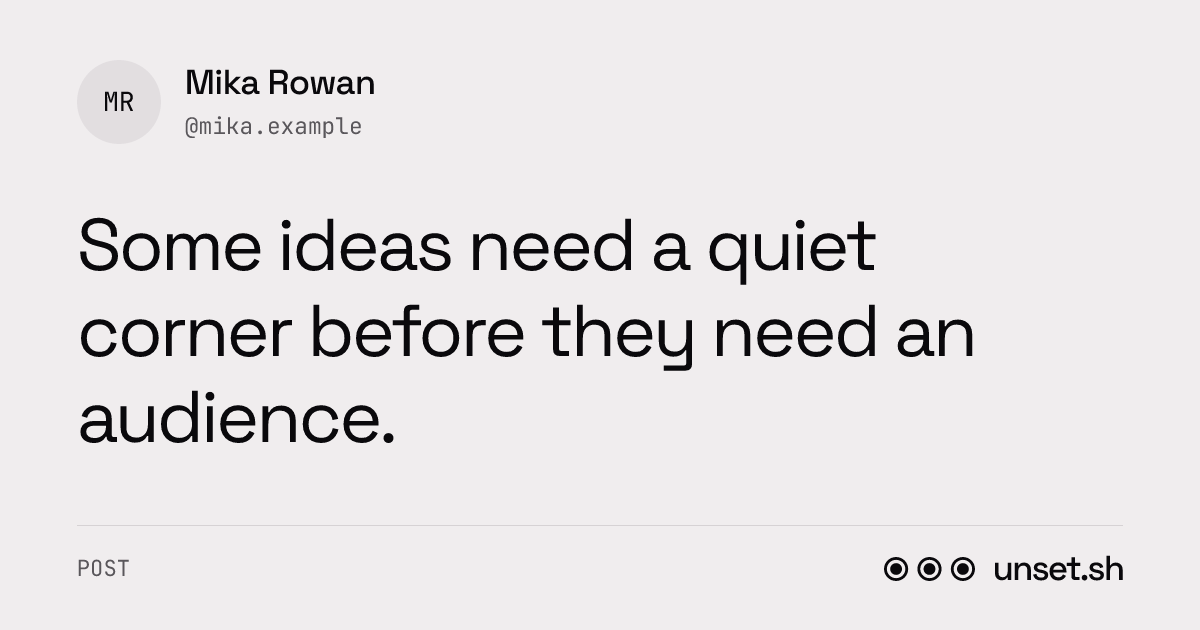 MR
Mika Rowan
@mika.example
Some ideas need a quiet
corner before they need an
audience.
POST
unset.sh